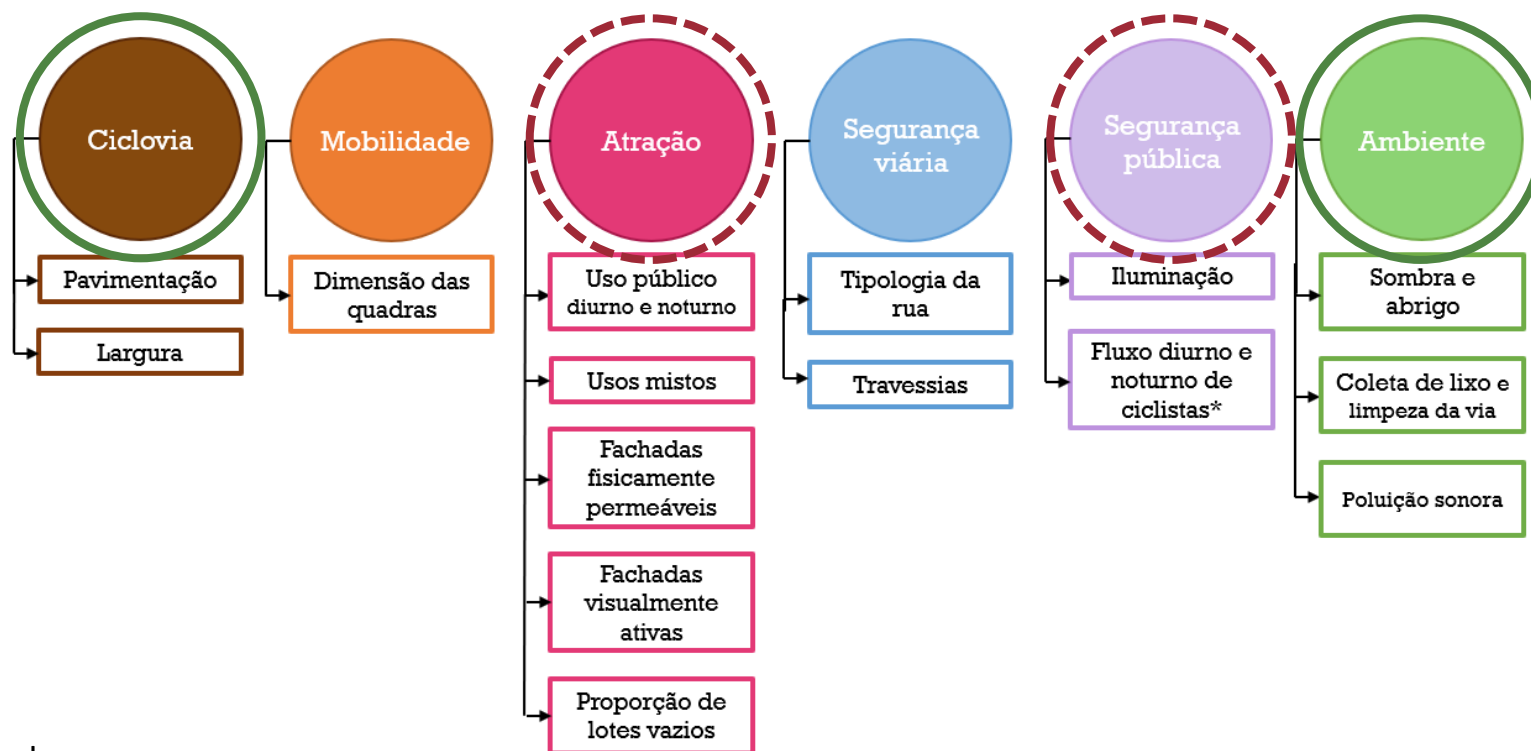 Ciclovia
Pavimentação
Largura
Mobilidade
Dimensão das
quadras
Atração
Uso público
diurno e noturno
Usos mistos
Fachadas
fisicamente
permeáveis
Fachadas
visualmente
ativas
Proporção de
lotes vazios
Segurança
viária
Tipologia da
rua
Travessias
Segurança
pública
Iluminação
Fluxo diurno e
noturno de
ciclistas*
Ambiente
Sombra e
abrigo
Coleta de lixo e
limpeza da via
Poluição sonora